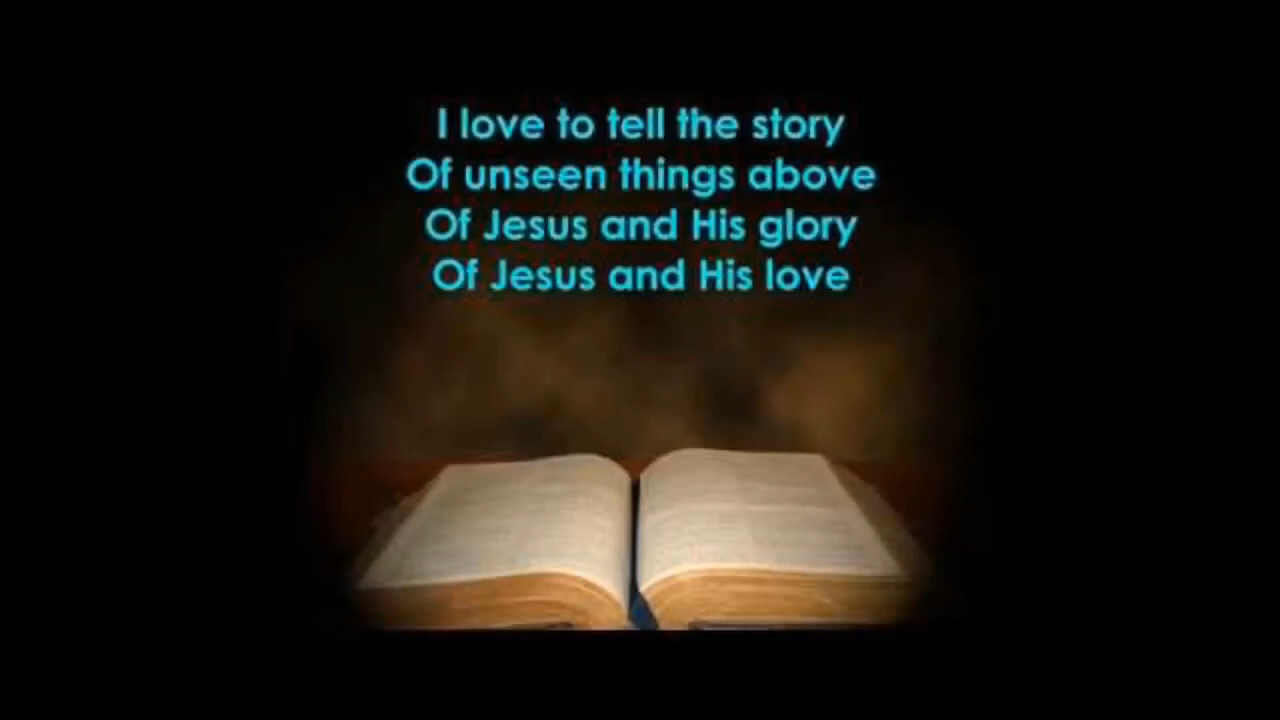 I love to tell the story
Of unseen things above
Of Jesus and His glory
Of Jesus and His love